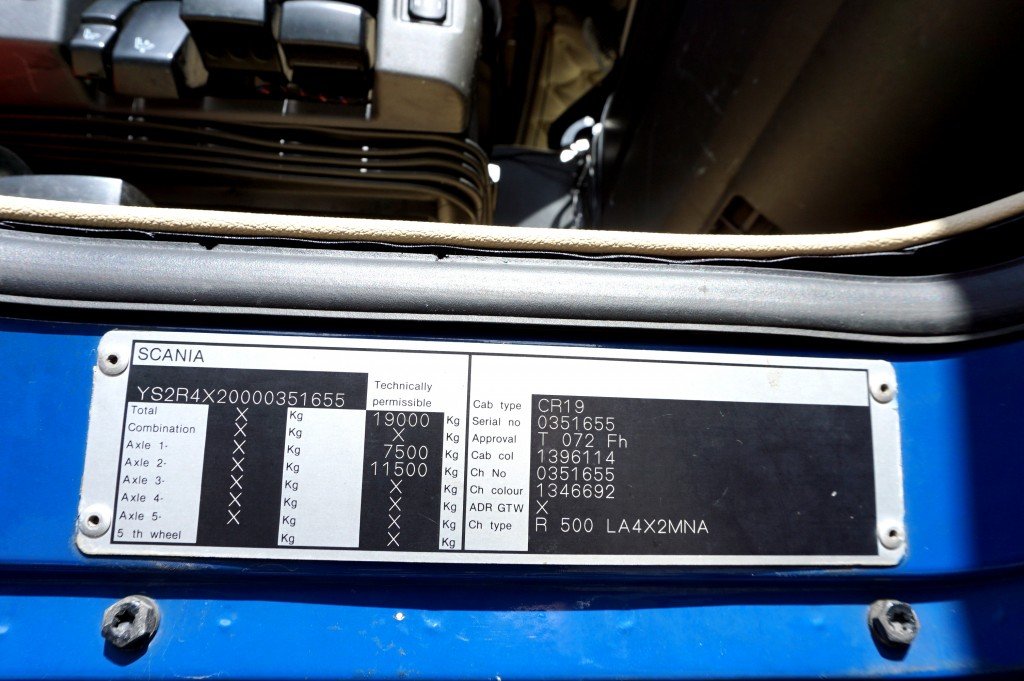 SCANIA
YS2R4X20000351655
Technically
permissible
Total X Kg 19000 Kg
Combination X Kg X Kg
Axle 1- X Kg 7500 Kg
Axle 2- X Kg 11500 Kg
Axle 3- X Kg X Kg
Axle 4- X Kg X Kg
Axle 5- X Kg X Kg
5 th wheel Kg X Kg
Cab type CR19
Serial no 0351655
Approval T 072 Fh
Cab col 1396114
Ch No 0351655
Ch colour 1346692
ADR GTW X
Ch type R 500 LA4X2MNA